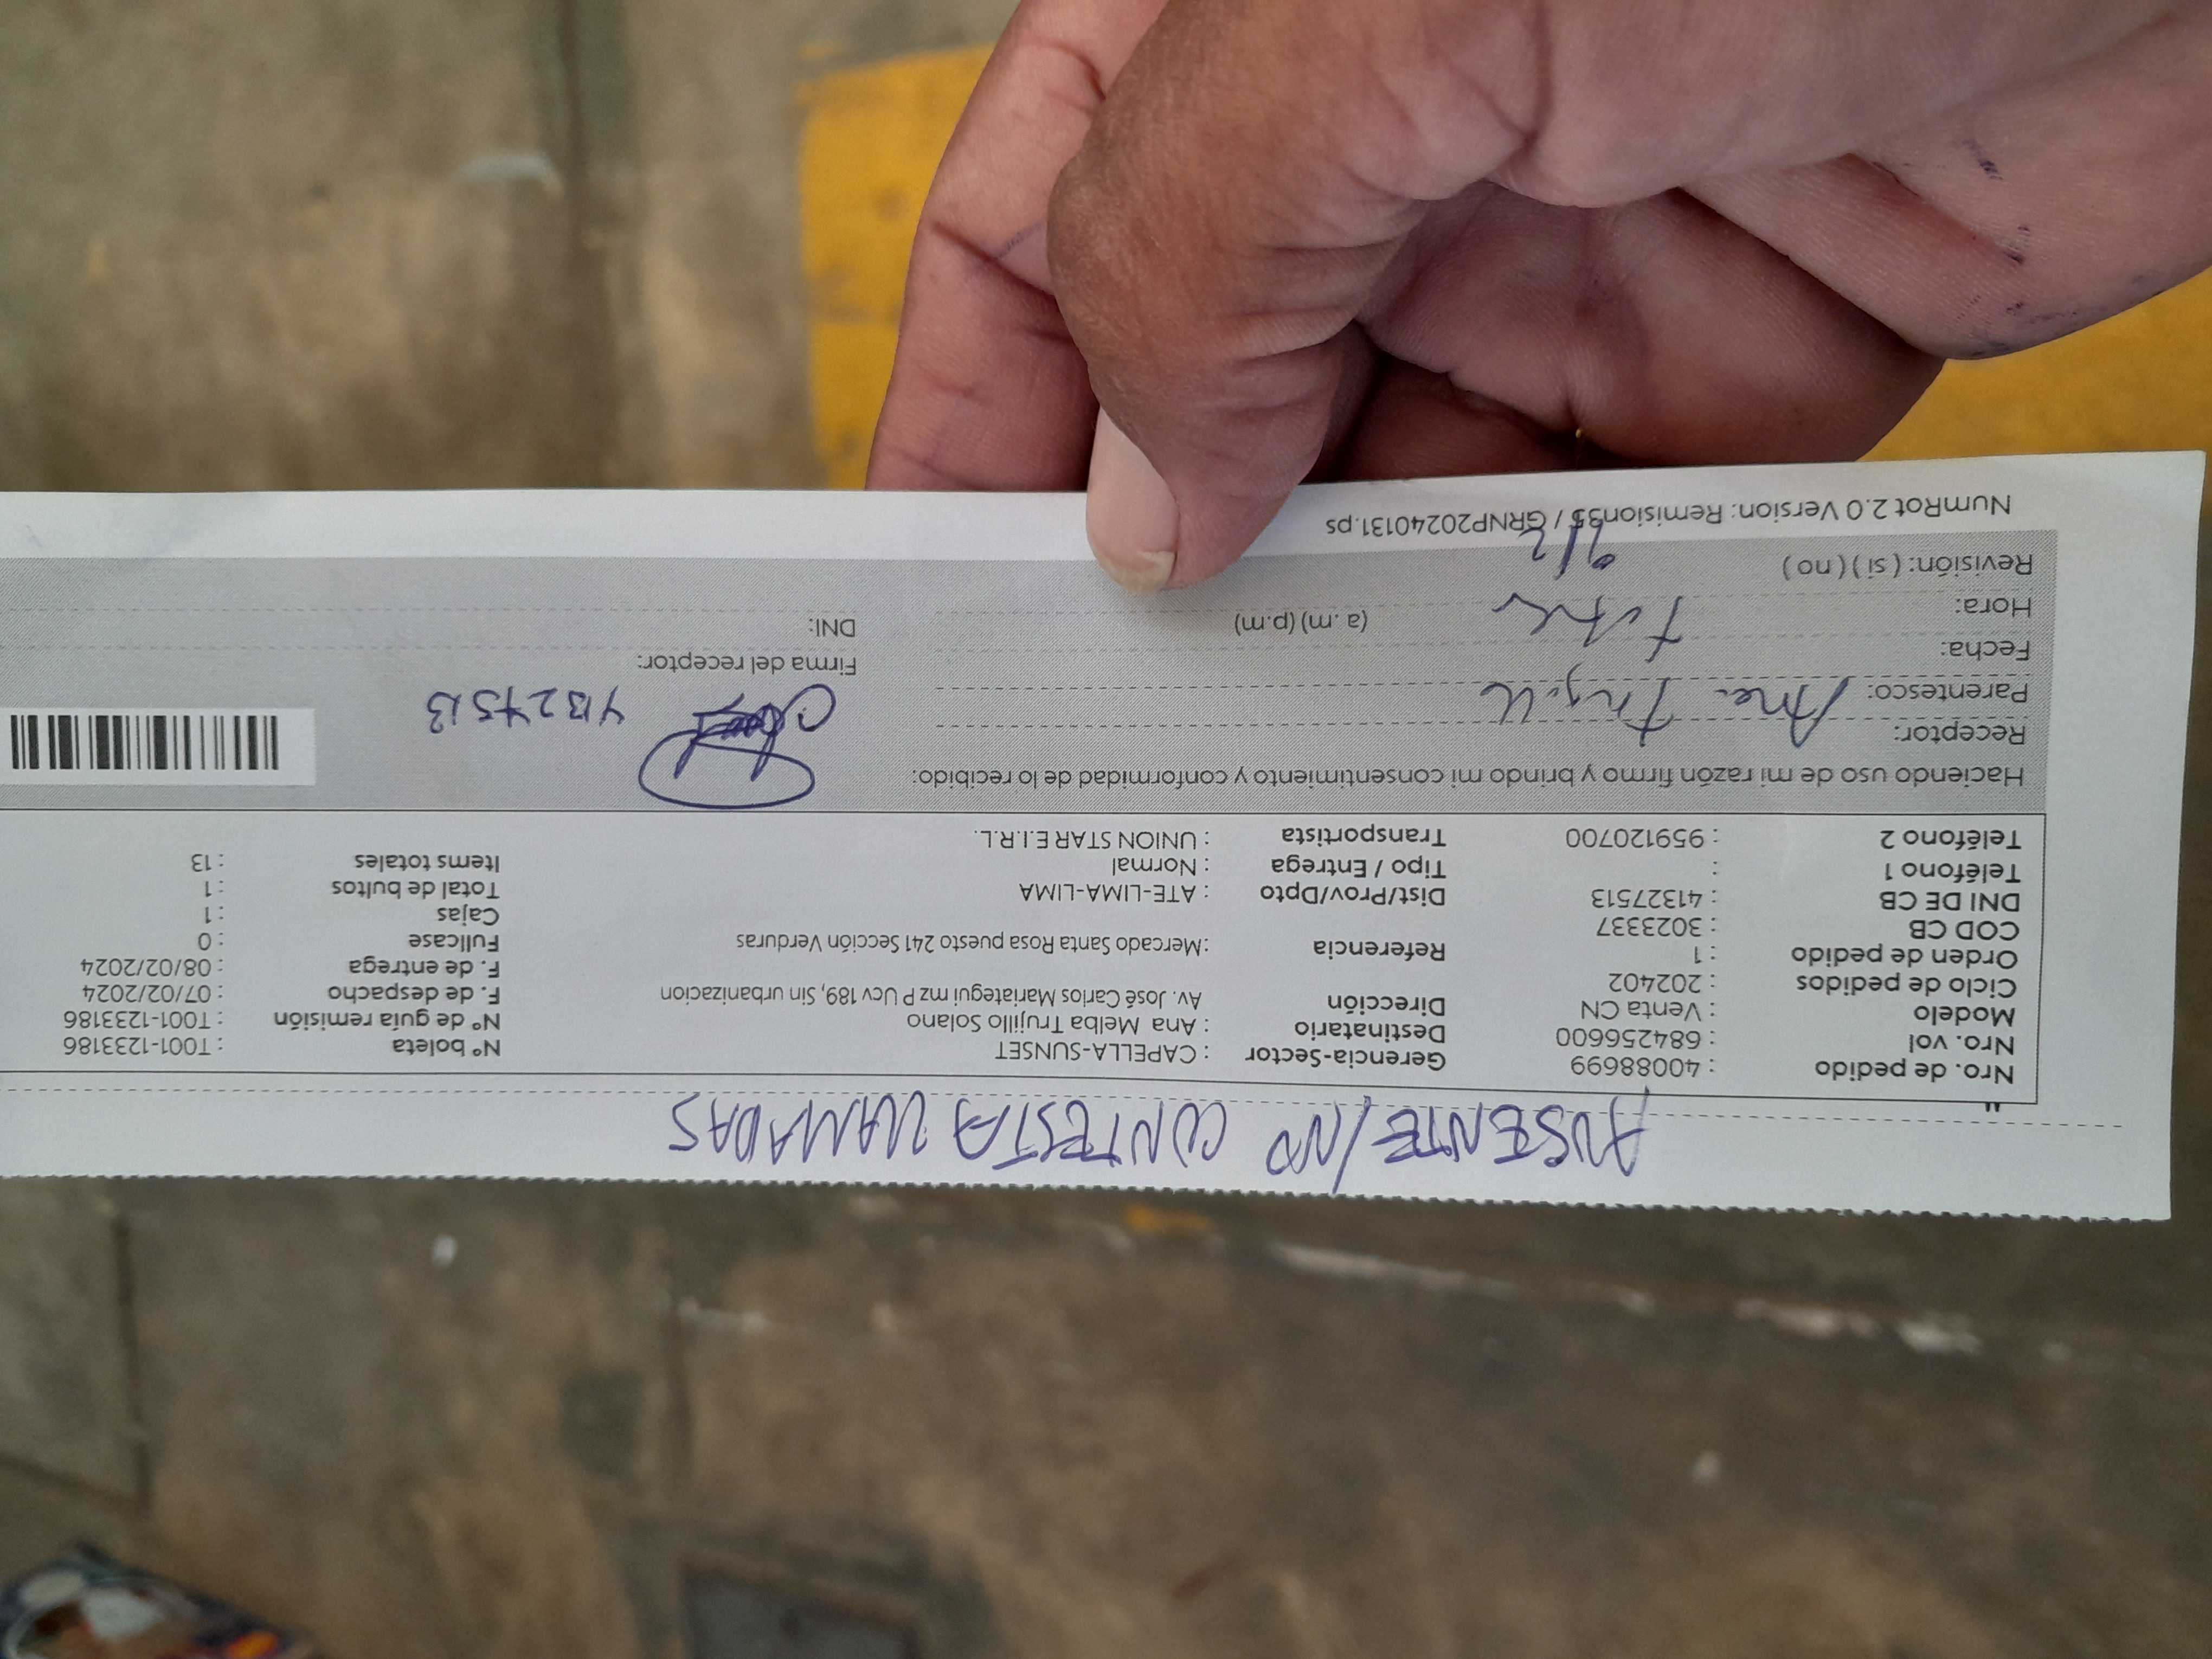 AUSENTE/NO CONTESTA LLAMADAS
Nro. de pedido : 40088699 Gerencia-Sector : CAPELLA-SUNSET Nº boleta : T001-1233186
Nro. vol : 684256600 Destinatario : Ana Melba Trujillo Solano Nº de guía remisión : T001-1233186
Modelo : Venta CN Dirección Av. José Carlos Mariategui mz P Ucv 189, Sin urbanizacion F. de despacho : 07/02/2024
Ciclo de pedidos : 202402 F. de entrega : 08/02/2024
Orden de pedido : 1 Referencia :Mercado Santa Rosa puesto 241 Sección Verduras Fullcase : 0
COD CB : 3023337 Cajas : 1
DNI DE CB : 41327513 Dist/Prov/Dpto : ATE-LIMA-LIMA Total de bultos : 1
Teléfono 1 : Tipo / Entrega : Normal Items totales : 13
Teléfono 2 : 959120700 Transportista : UNION STAR E.I.R.L.
Haciendo uso de mi razón firmo y brindo mi consentimiento y conformidad de lo recibido:
Receptor:
Parentesco: Ana
Firma del receptor:
Fecha:
DNI:
Hora: (a.m) (p.m)
Revisión: ( sí ) ( no ) 9/2
NumRot 2.0 Version: Remision35 / GRNP20240131.ps